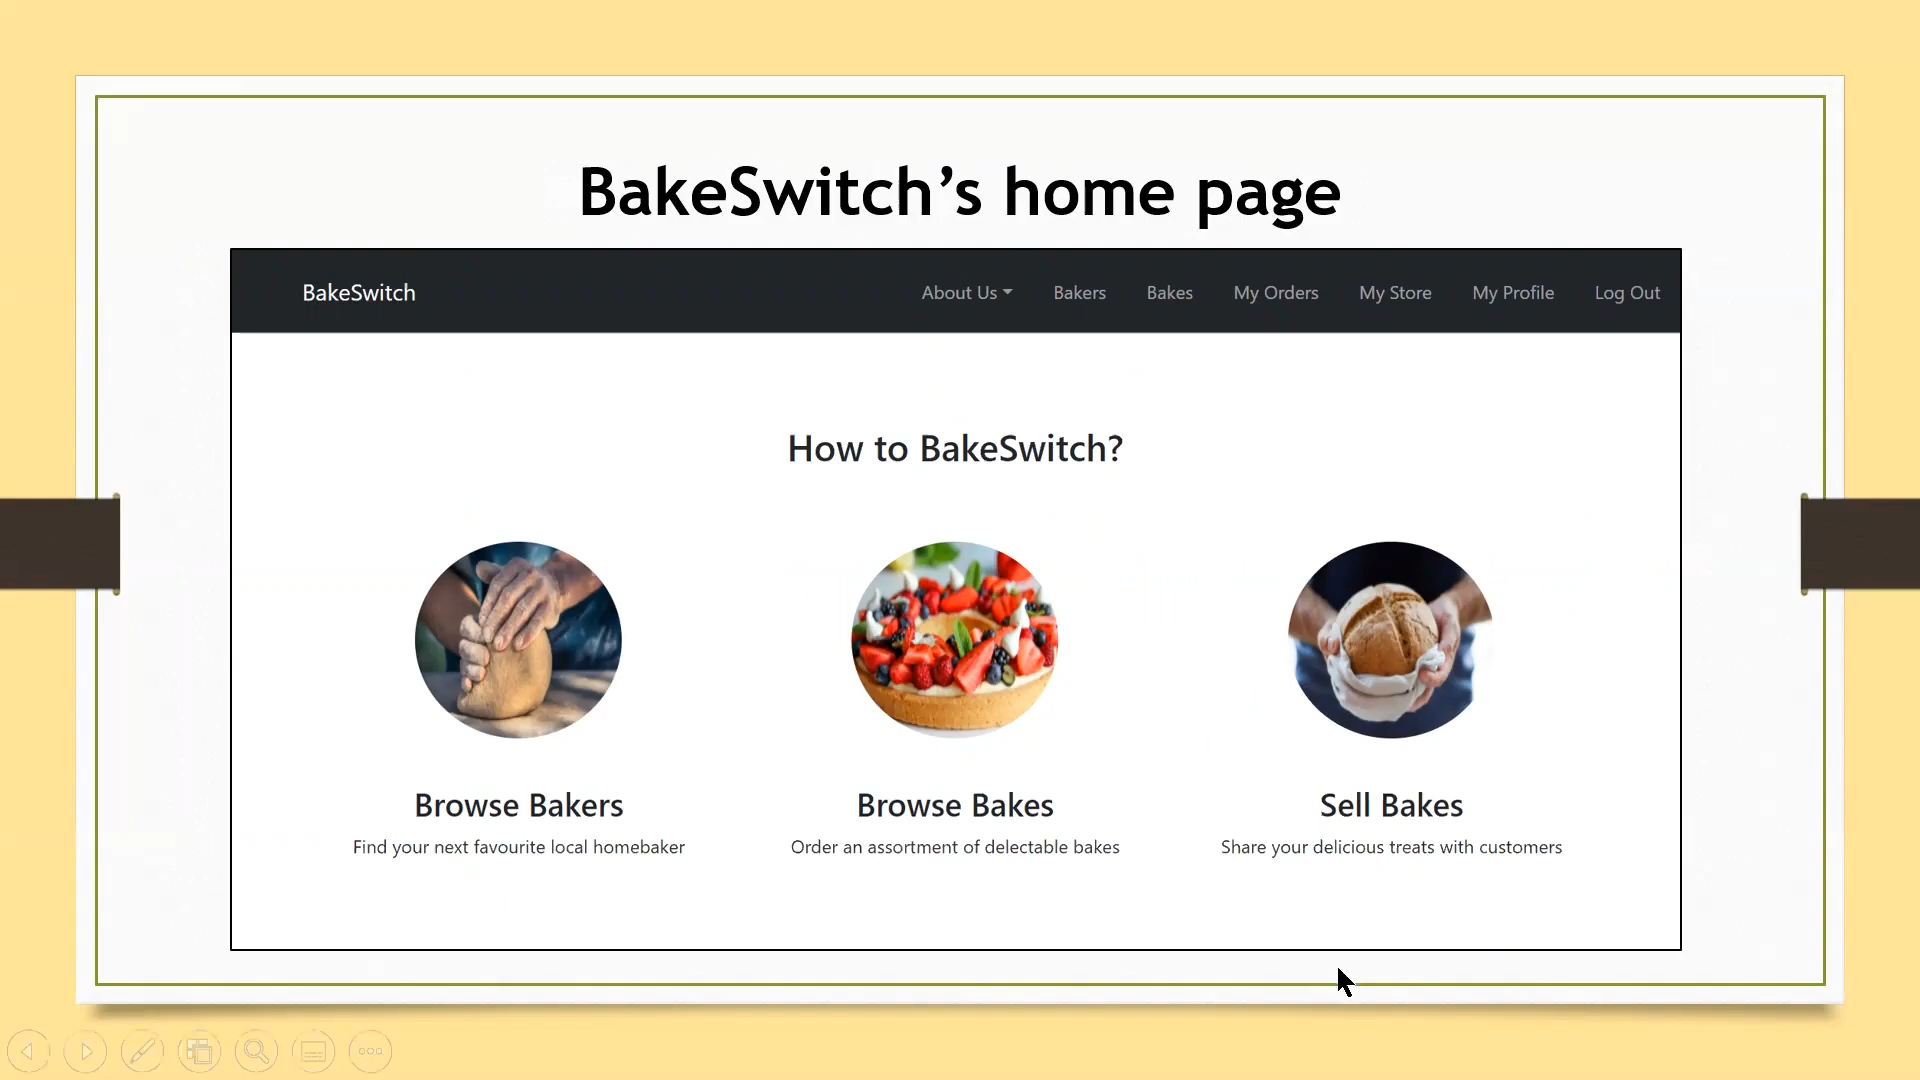 BakeSwitch’s home page
BakeSwitch About Us Bakers Bakes My Orders My Store My Profile Log Out
How to BakeSwitch?
Browse Bakers Browse Bakes Sell Bakes
Find your next favourite local homebaker Order an assortment of delectable bakes Share your delicious treats with customers